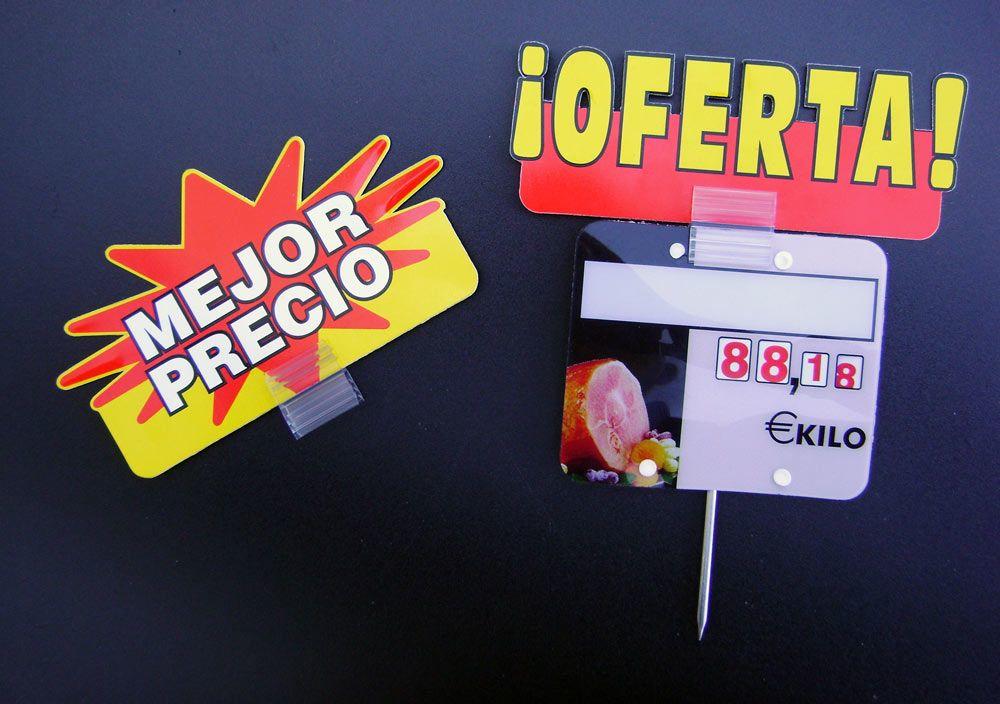 MEJOR
PRECIO
¡OFERTA!
88,18
€KILO